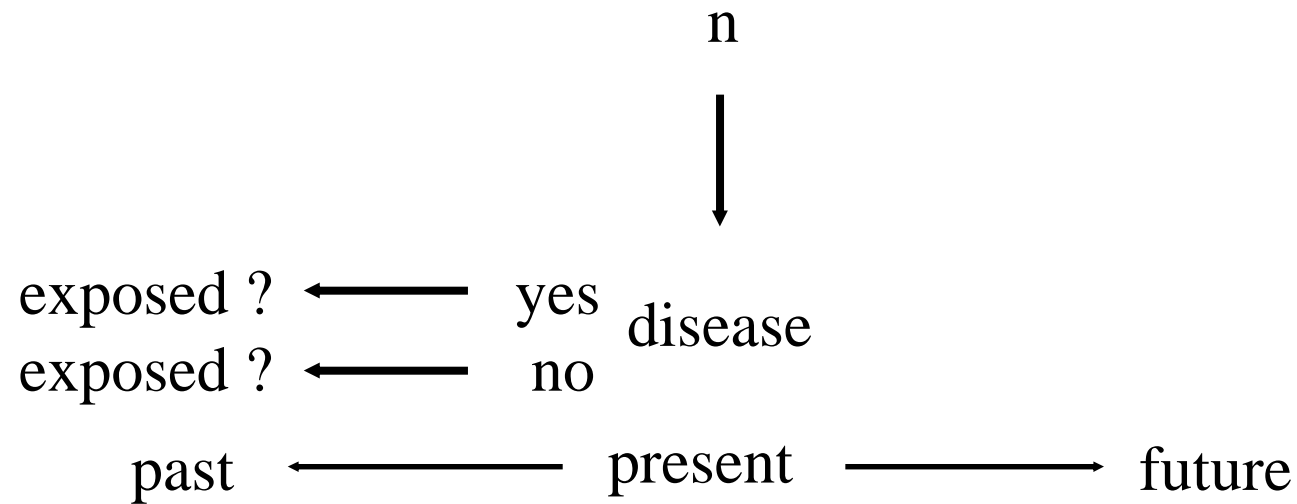 n
exposed ? yes disease
exposed ? no
past present future